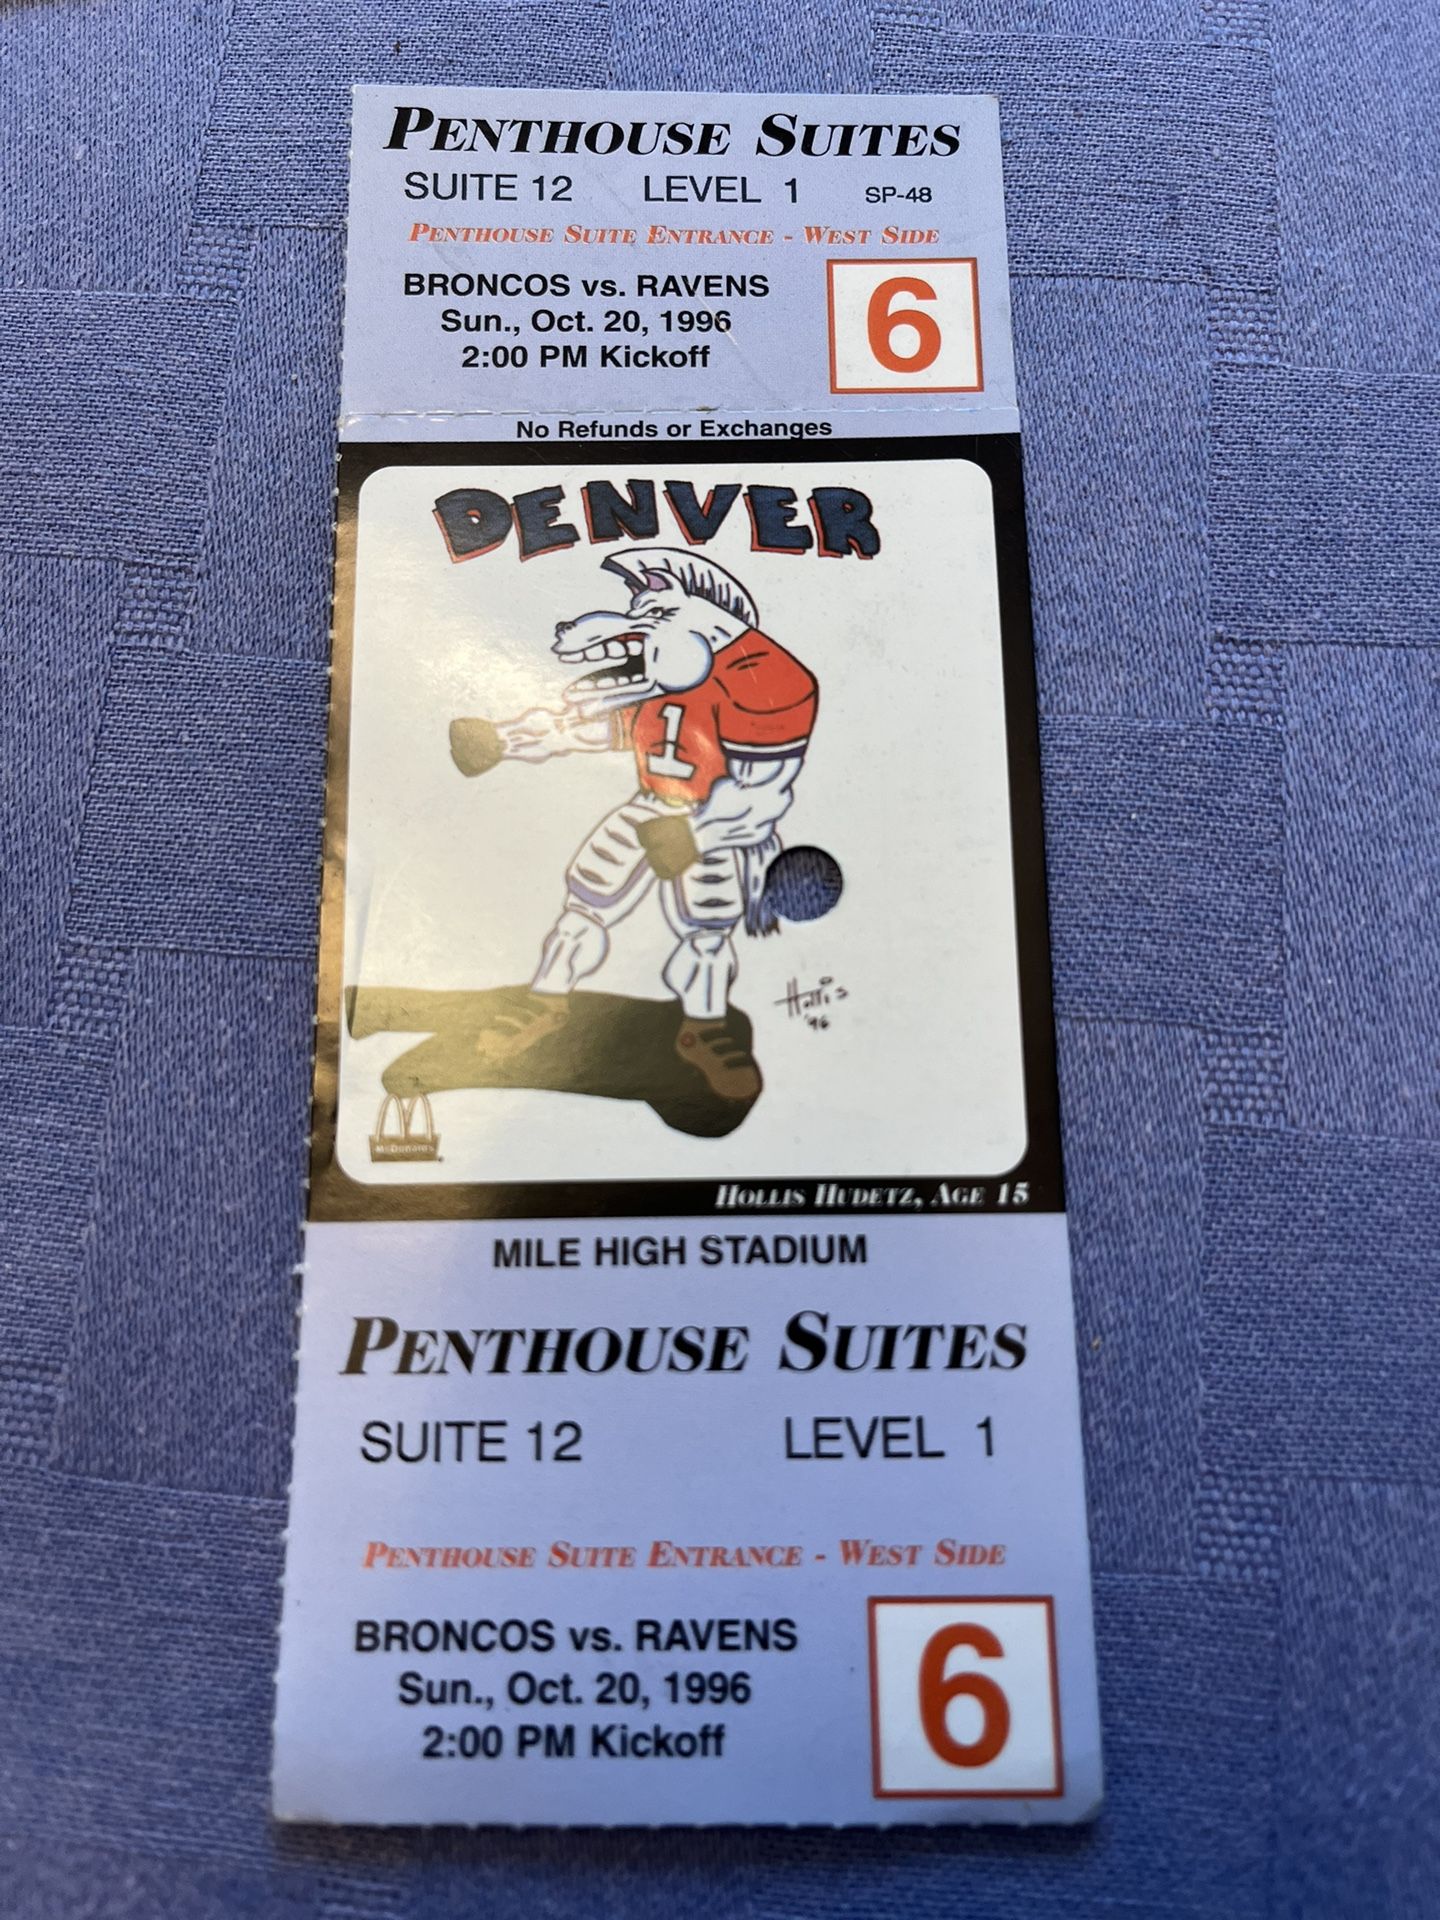 PENTHOUSE SUITES
SUITE 12 LEVEL 1 SP-48
PENTHOUSE SUITE ENTRANCE - WEST SIDE
BRONCOS vs. RAVENS
Sun., Oct. 20, 1996
2:00 PM Kickoff
6
No Refunds or Exchanges
DENVER
1
Hollis
'96
McDonald's
HOLLIS HUDETZ, AGE 15
MILE HIGH STADIUM
PENTHOUSE SUITES
SUITE 12 LEVEL 1
PENTHOUSE SUITE ENTRANCE - WEST SIDE
BRONCOS vs. RAVENS
Sun., Oct. 20, 1996
2:00 PM Kickoff
6